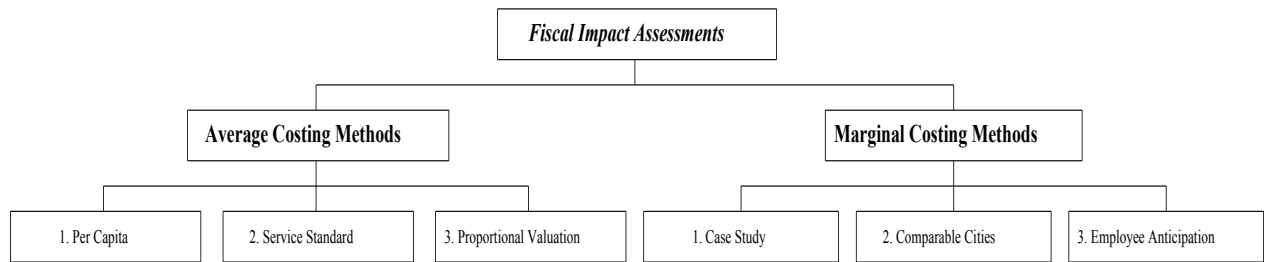 Fiscal Impact Assessments
Average Costing Methods
Marginal Costing Methods
1. Per Capita
2. Service Standard
3. Proportional Valuation
1. Case Study
2. Comparable Cities
3. Employee Anticipation